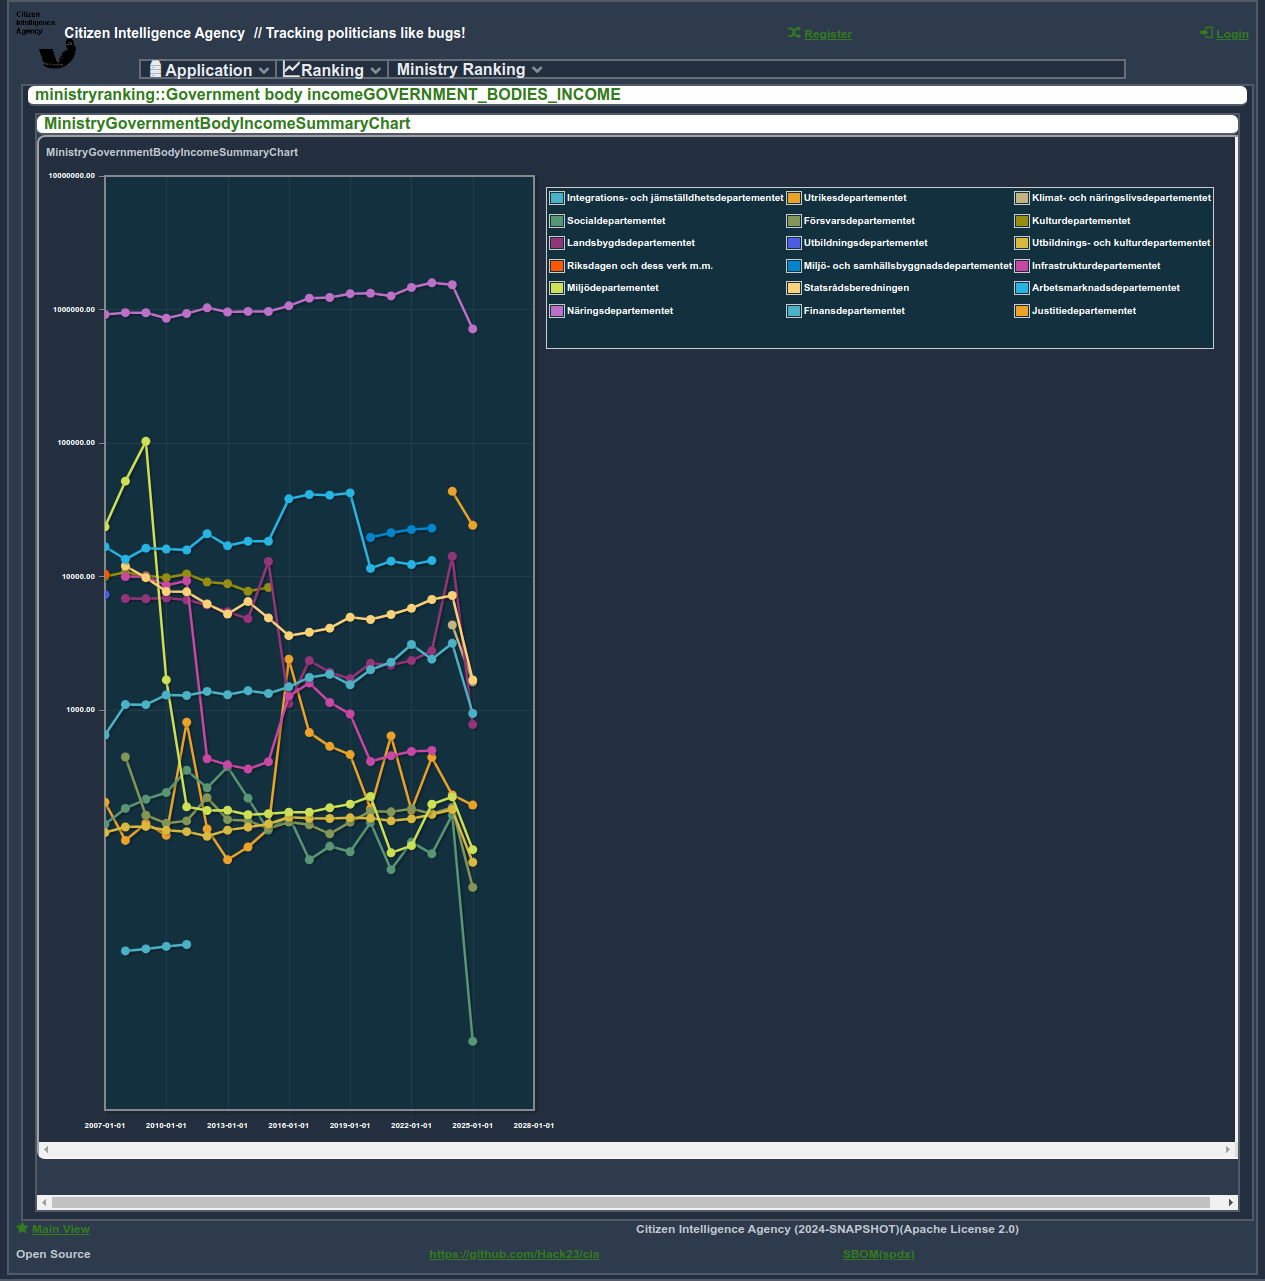 Citizen
Intelligence
Agency
Citizen Intelligence Agency // Tracking politicians like bugs!
Register
Login
Application
Ranking
Ministry Ranking
ministryranking::Government body incomeGOVERNMENT_BODIES_INCOME
MinistryGovernmentBodyIncomeSummaryChart
MinistryGovernmentBodyIncomeSummaryChart
10000000.00
1000000.00
100000.00
10000.00
1000.00
2007-01-01
2010-01-01
2013-01-01
2016-01-01
2019-01-01
2022-01-01
2025-01-01
2028-01-01
Integrations- och jämställdhetsdepartementet
Utrikesdepartementet
Klimat- och näringslivsdepartementet
Socialdepartementet
Försvarsdepartementet
Kulturdepartementet
Landsbygdsdepartementet
Utbildningsdepartementet
Utbildnings- och kulturdepartementet
Riksdagen och dess verk m.m.
Miljö- och samhällsbyggnadsdepartementet
Infrastrukturdepartementet
Miljödepartementet
Statsrådsberedningen
Arbetsmarknadsdepartementet
Näringsdepartementet
Finansdepartementet
Justitiedepartementet
Main View
Citizen Intelligence Agency (2024-SNAPSHOT)(Apache License 2.0)
Open Source
https://github.com/Hack23/cia
SBOM(spdx)